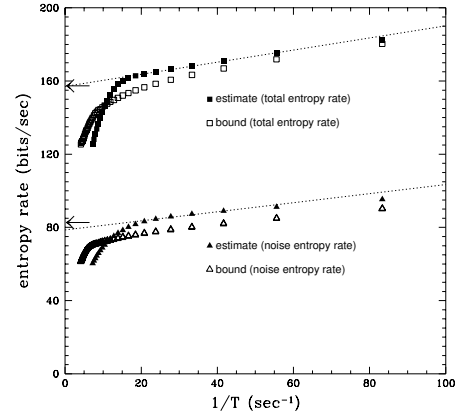 200
160
120
80
40
0
entropy rate (bits/sec)
estimate (total entropy rate)
bound (total entropy rate)
estimate (noise entropy rate)
bound (noise entropy rate)
0 20 40 60 80 100
1/T (sec⁻¹)